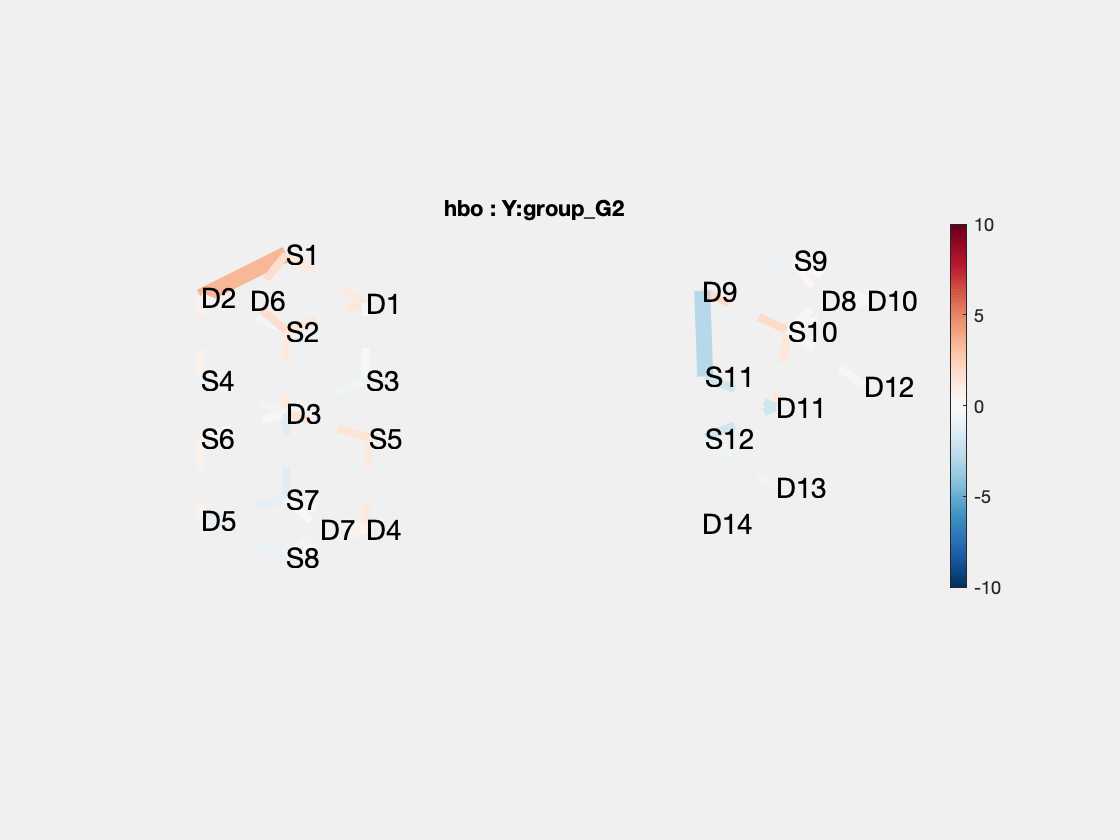 hbo : Y:group_G2
S1
D2
D6
D1
S2
S4
S3
D3
S6
S5
S7
D5
D7
D4
S8
S9
D9
D8
D10
S10
S11
D12
D11
S12
D13
D14
10
5
0
-5
-10